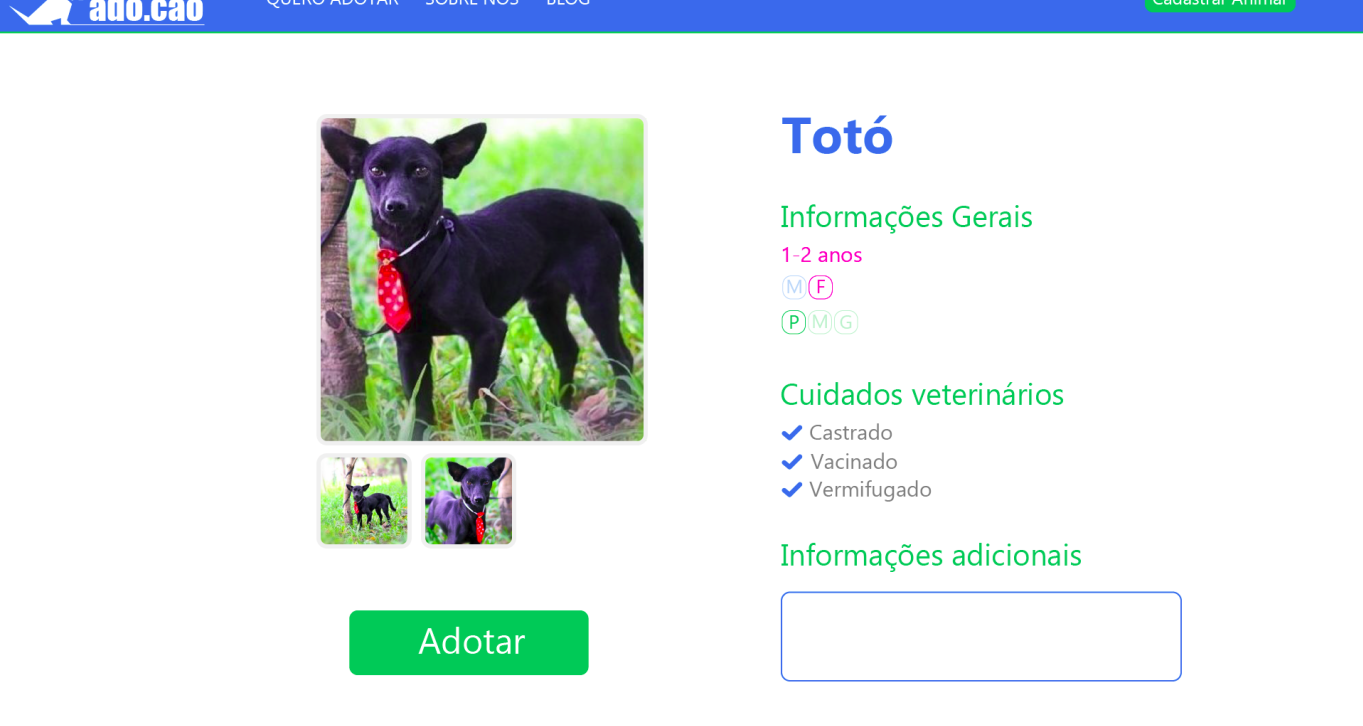 ado.cão
QUERO ADOTAR SOBRE NÓS BLOG
Cadastrar Animal
Totó
Informações Gerais
1-2 anos
M F
P M G
Cuidados veterinários
Castrado
Vacinado
Vermifugado
Informações adicionais
Adotar